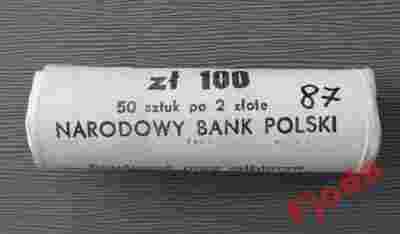 zł 100
50 sztuk po 2 złote
87
NARODOWY BANK POLSKI